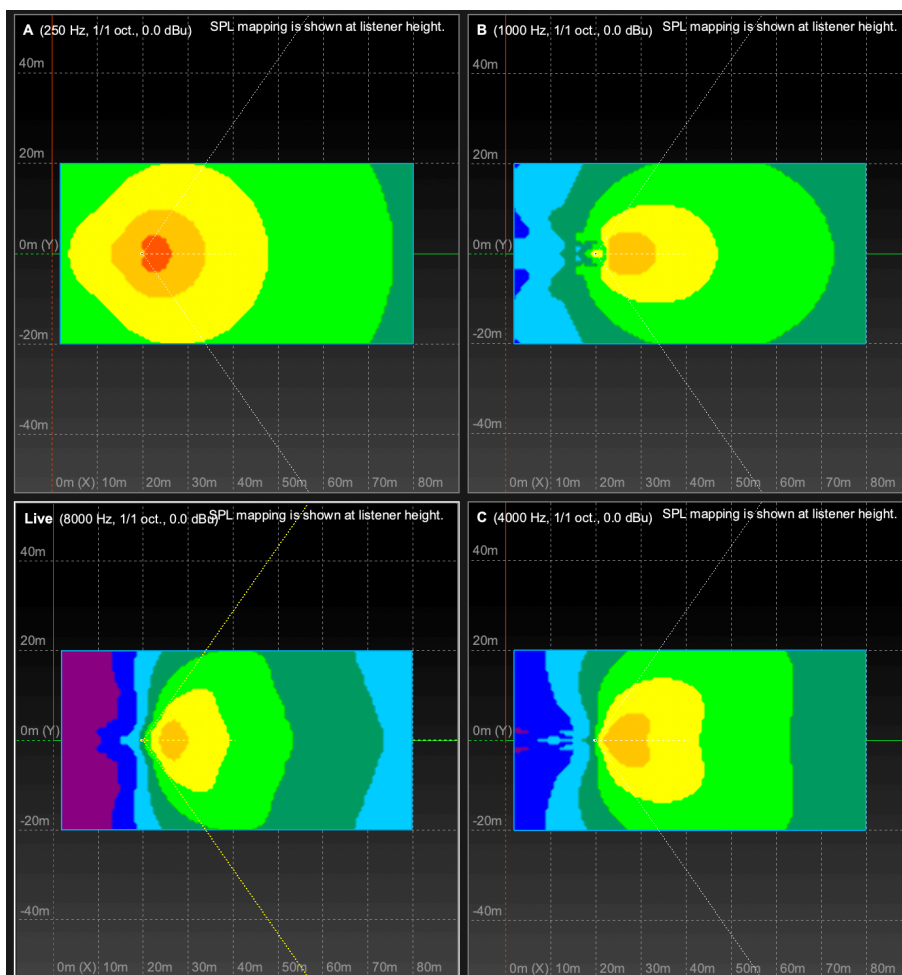 A (250 Hz, 1/1 oct., 0.0 dBu) SPL mapping is shown at listener height.
40m
20m
0m (Y)
-20m
-40m
0m (X) 10m 20m 30m 40m 50m 60m 70m 80m
B (1000 Hz, 1/1 oct., 0.0 dBu) SPL mapping is shown at listener height.
40m
20m
0m (Y)
-20m
-40m
0m (X) 10m 20m 30m 40m 50m 60m 70m 80m
Live (8000 Hz, 1/1 oct., 0.0 dBu) SPL mapping is shown at listener height.
40m
20m
0m (Y)
-20m
-40m
0m (X) 10m 20m 30m 40m 50m 60m 70m 80m
C (4000 Hz, 1/1 oct., 0.0 dBu) SPL mapping is shown at listener height.
40m
20m
0m (Y)
-20m
-40m
0m (X) 10m 20m 30m 40m 50m 60m 70m 80m